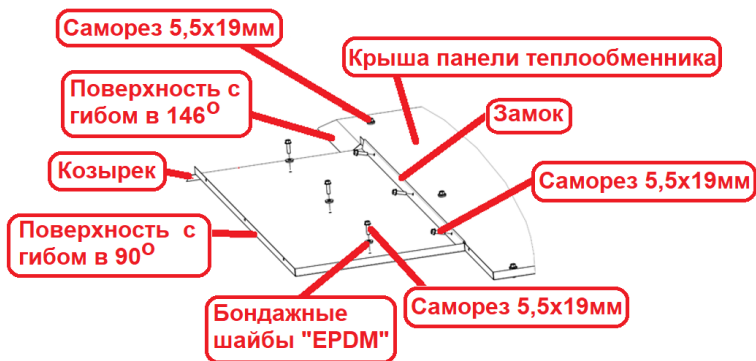 Саморез 5,5х19мм
Крыша панели теплообменника
Поверхность с
гибом в 146О
Замок
Козырек
Саморез 5,5х19мм
Поверхность с
гибом в 90О
Бондажные
шайбы "EPDM"
Саморез 5,5х19мм